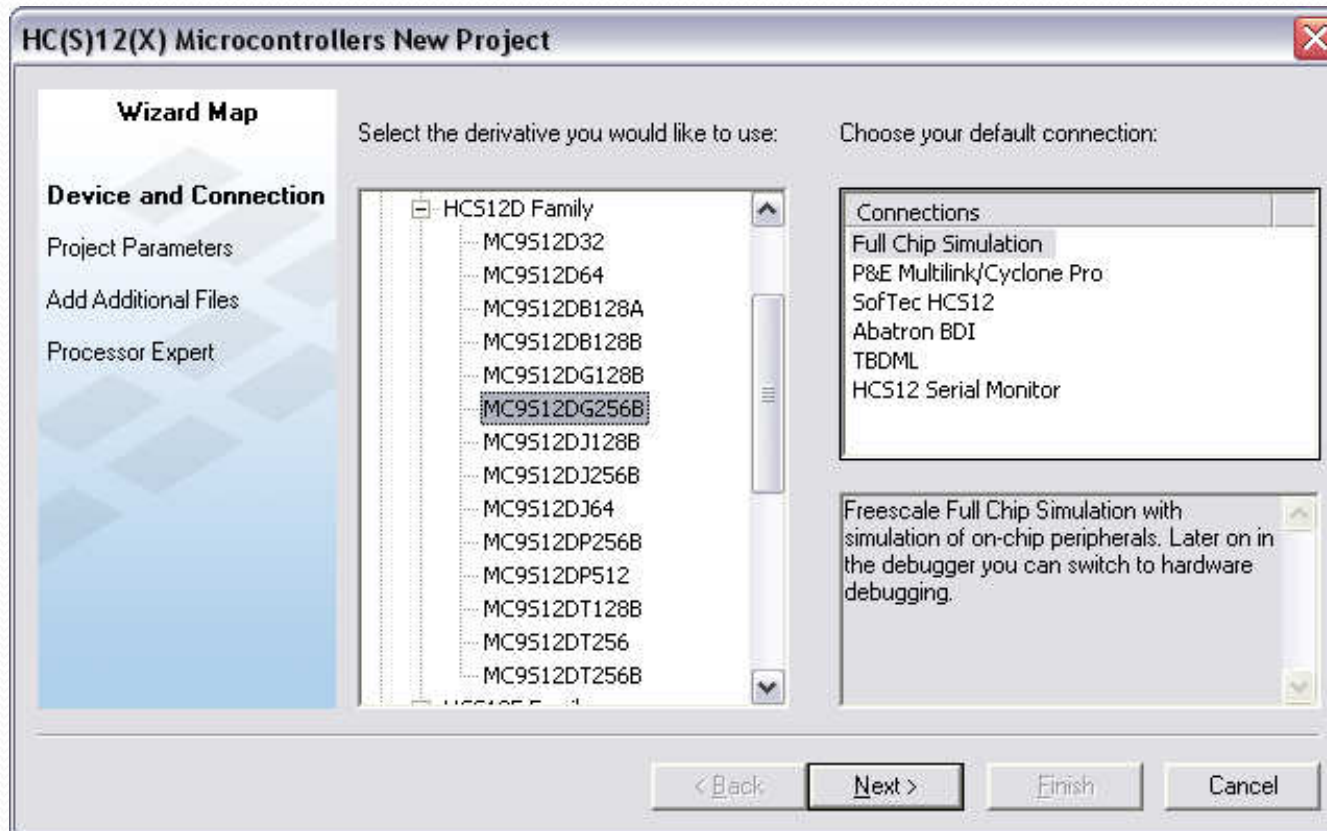 HC(S)12(X) Microcontrollers New Project
Wizard Map
Device and Connection
Project Parameters
Add Additional Files
Processor Expert
Select the derivative you would like to use:
HCS12D Family
MC9S12D32
MC9S12D64
MC9S12DB128A
MC9S12DB128B
MC9S12DG128B
MC9S12DG256B
MC9S12DJ128B
MC9S12DJ256B
MC9S12DJ64
MC9S12DP256B
MC9S12DP512
MC9S12DT128B
MC9S12DT256
MC9S12DT256B
Choose your default connection:
Connections
Full Chip Simulation
P&E Multilink/Cyclone Pro
SofTec HCS12
Abatron BDI
TBDML
HCS12 Serial Monitor
Freescale Full Chip Simulation with
simulation of on-chip peripherals. Later on in
the debugger you can switch to hardware
debugging.
< Back
Next >
Finish
Cancel